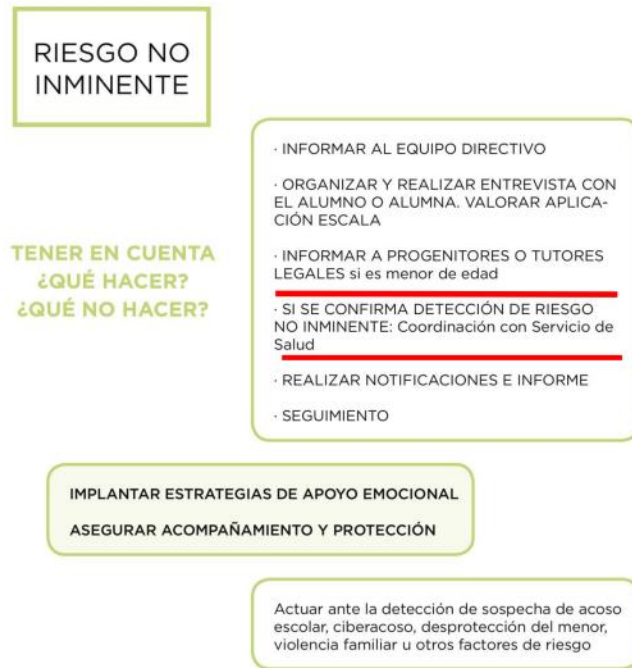 RIESGO NO
INMINENTE
· INFORMAR AL EQUIPO DIRECTIVO
· ORGANIZAR Y REALIZAR ENTREVISTA CON
EL ALUMNO O ALUMNA. VALORAR APLICA-
CIÓN ESCALA
· INFORMAR A PROGENITORES O TUTORES
LEGALES si es menor de edad
· SI SE CONFIRMA DETECCIÓN DE RIESGO
NO INMINENTE: Coordinación con Servicio de
Salud
· REALIZAR NOTIFICACIONES E INFORME
· SEGUIMIENTO
TENER EN CUENTA
¿QUÉ HACER?
¿QUÉ NO HACER?
IMPLANTAR ESTRATEGIAS DE APOYO EMOCIONAL
ASEGURAR ACOMPAÑAMIENTO Y PROTECCIÓN
Actuar ante la detección de sospecha de acoso
escolar, ciberacoso, desprotección del menor,
violencia familiar u otros factores de riesgo